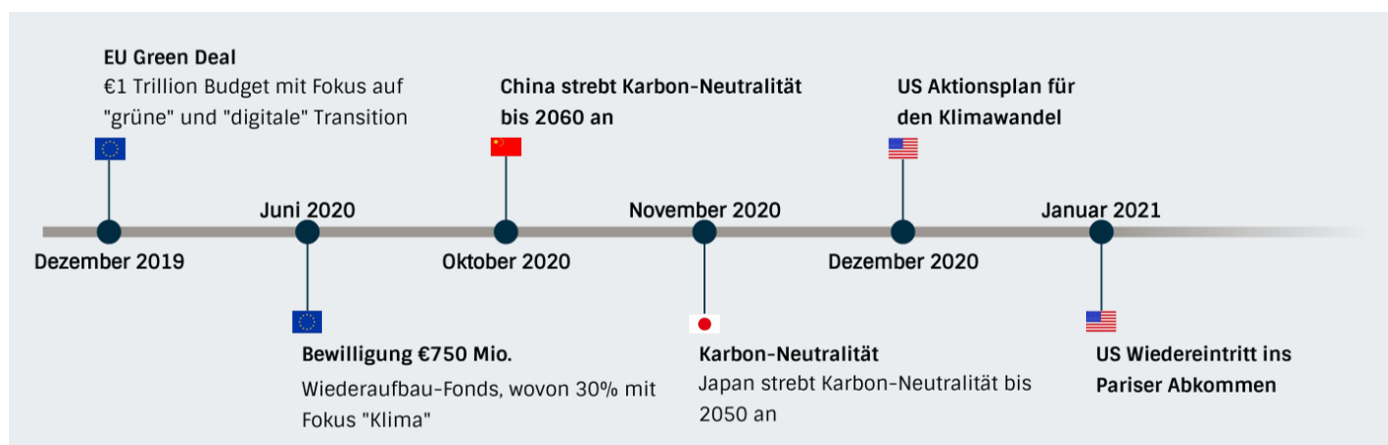 EU Green Deal
€1 Trillion Budget mit Fokus auf
"grüne" und "digitale" Transition
Dezember 2019
Juni 2020
Bewilligung €750 Mio.
Wiederaufbau-Fonds, wovon 30% mit
Fokus "Klima"
China strebt Karbon-Neutralität
bis 2060 an
Oktober 2020
November 2020
Karbon-Neutralität
Japan strebt Karbon-Neutralität bis
2050 an
US Aktionsplan für
den Klimawandel
Dezember 2020
Januar 2021
US Wiedereintritt ins
Pariser Abkommen